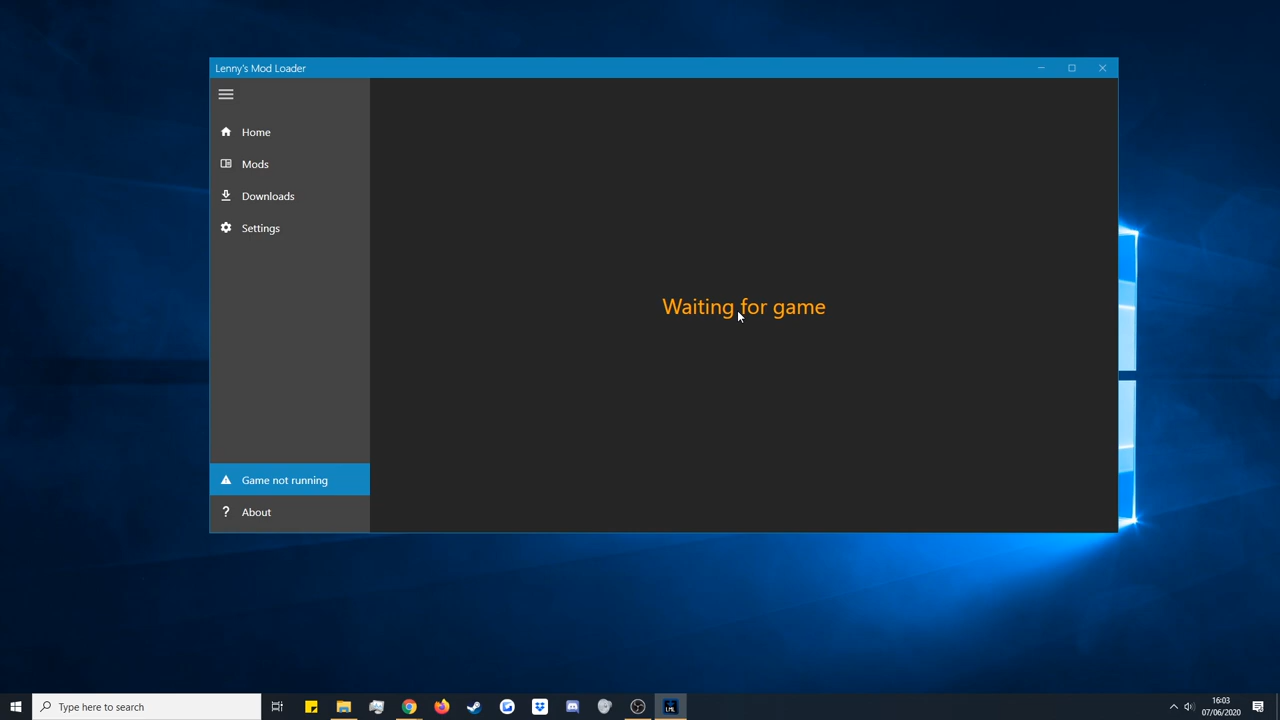 Lenny's Mod Loader
Home
Mods
Downloads
Settings
Waiting for game
Game not running
? About
Type here to search
LML
16:03
07/06/2020